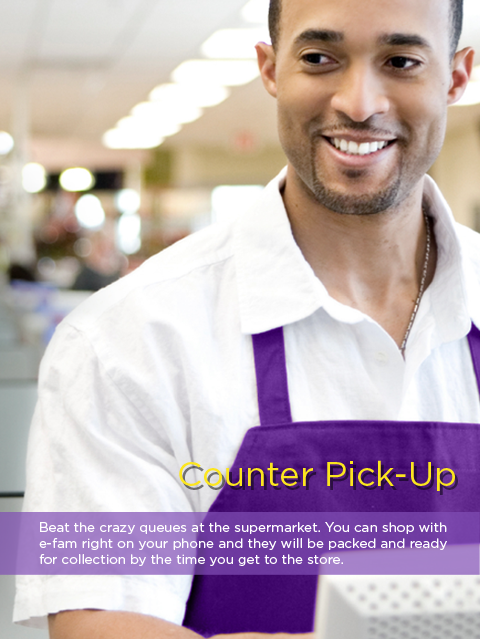 Counter Pick-Up
Beat the crazy queues at the supermarket. You can shop with
e-fam right on your phone and they will be packed and ready
for collection by the time you get to the store.